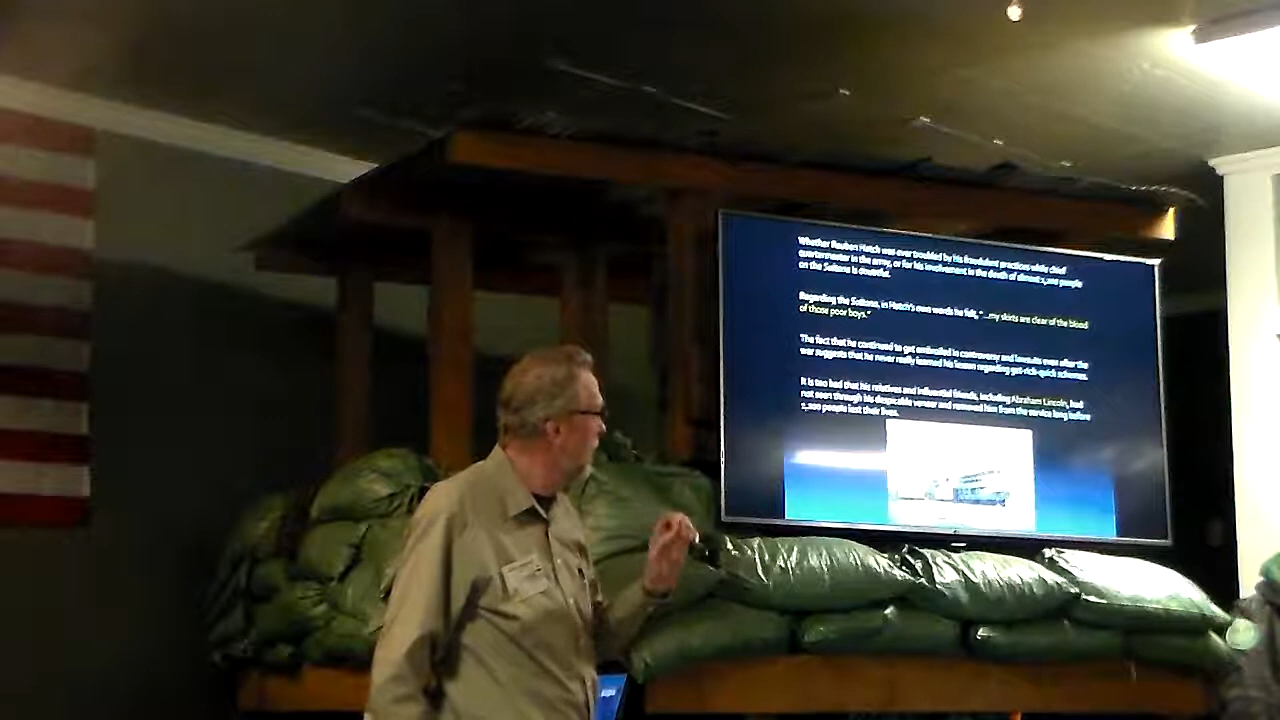 Whether Reuben Hatch was ever troubled by his fraudulent practices while chief
quartermaster in the army, or for his involvement in the death of almost people
on the Sultana is doubtful.
Regarding the Sultana, in Hatch's own words he felt, "...my skirts are clear of the blood
of those poor boys."
The fact that he continued to get embroiled in controversy and lawsuits even after the
war suggests that he never really learned his lesson regarding get-rich-quick schemes.
It is too bad that his relatives and influential friends, including Abraham Lincoln, had
not seen through his despicable veneer and removed him from the service long before
people lost their lives.